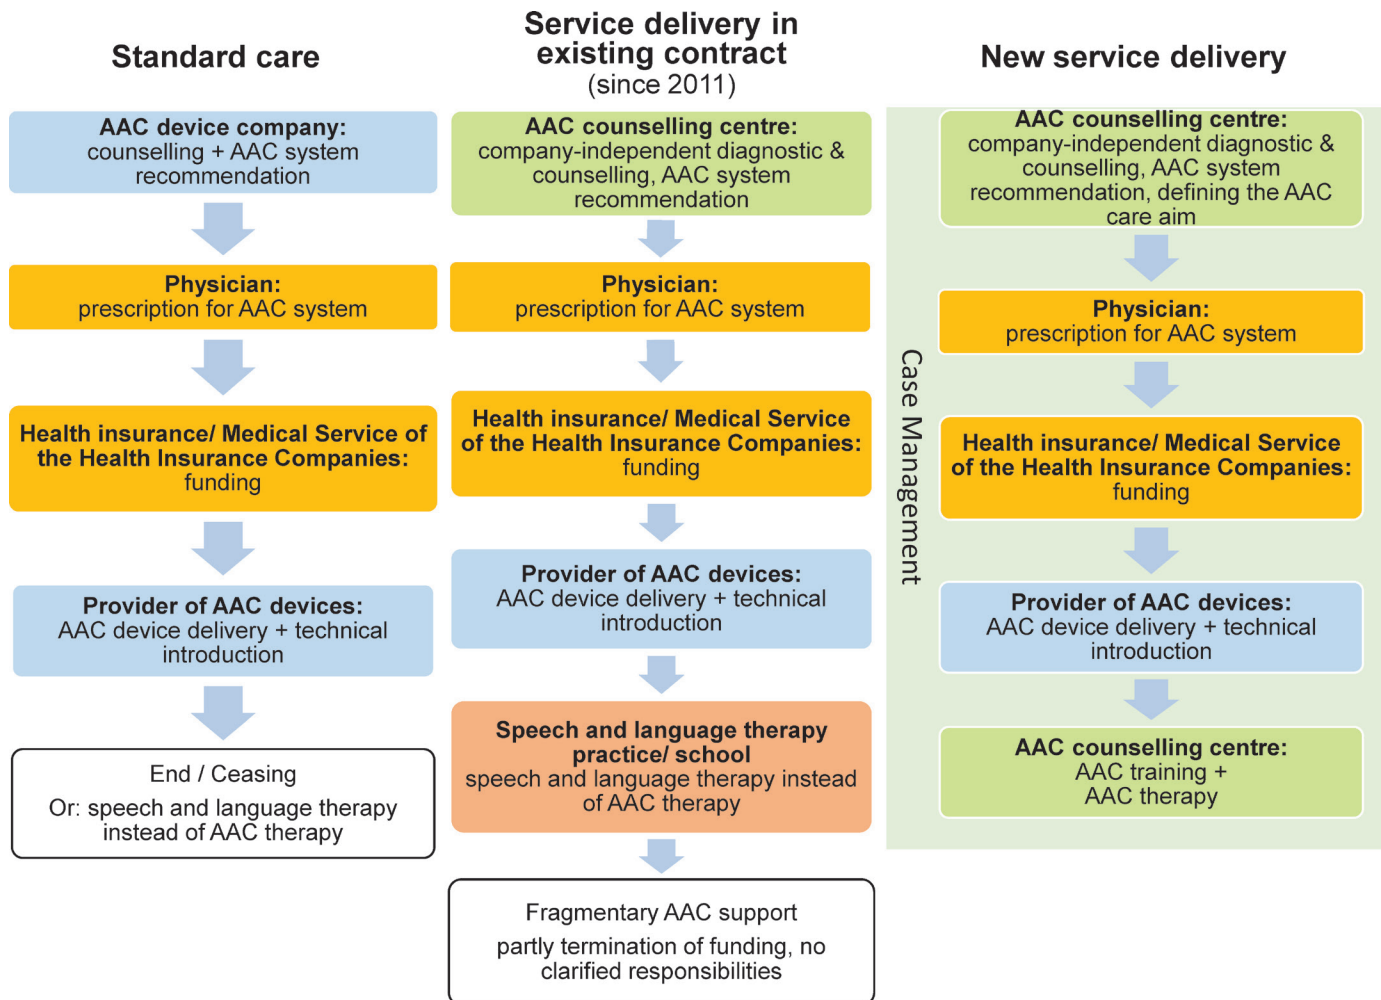 Standard care
AAC device company:
counselling + AAC system
recommendation
Physician:
prescription for AAC system
Health insurance/ Medical Service of
the Health Insurance Companies:
funding
Provider of AAC devices:
AAC device delivery + technical
introduction
End / Ceasing
Or: speech and language therapy
instead of AAC therapy
Service delivery in
existing contract
(since 2011)
AAC counselling centre:
company-independent diagnostic &
counselling, AAC system
recommendation
Physician:
prescription for AAC system
Health insurance/ Medical Service
of the Health Insurance Companies:
funding
Provider of AAC devices:
AAC device delivery + technical
introduction
Speech and language therapy
practice/ school
speech and language therapy instead
of AAC therapy
Fragmentary AAC support
partly termination of funding, no
clarified responsibilities
New service delivery
Case Management
AAC counselling centre:
company-independent diagnostic &
counselling, AAC system
recommendation, defining the AAC
care aim
Physician:
prescription for AAC system
Health insurance/ Medical Service
of the Health Insurance Companies:
funding
Provider of AAC devices:
AAC device delivery + technical
introduction
AAC counselling centre:
AAC training +
AAC therapy